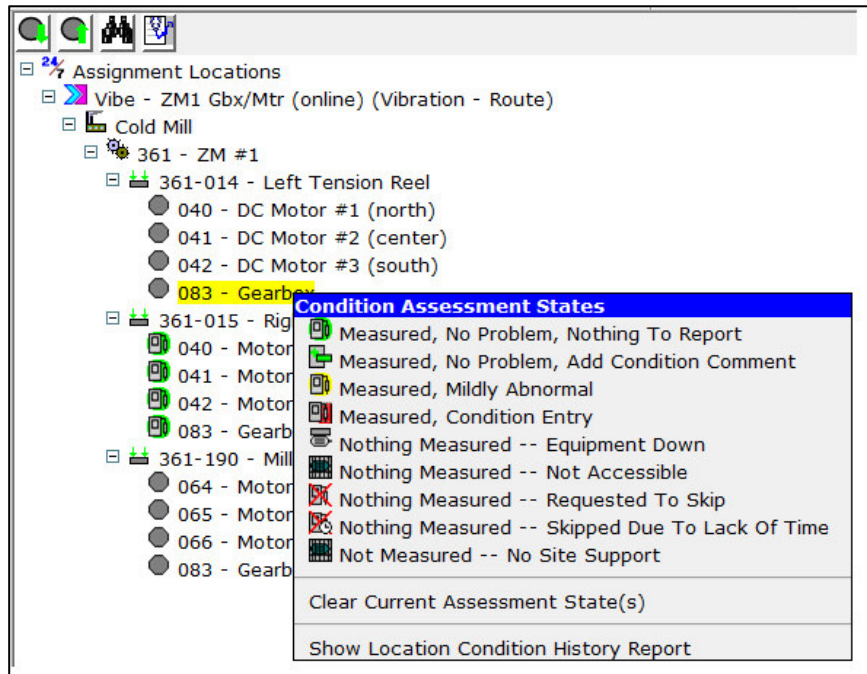 24/7 Assignment Locations
Vibe - ZM1 Gbx/Mtr (online) (Vibration - Route)
Cold Mill
361 - ZM #1
361-014 - Left Tension Reel
040 - DC Motor #1 (north)
041 - DC Motor #2 (center)
042 - DC Motor #3 (south)
083 - Gearbox
361-015 - Rig
040 - Motor
041 - Motor
042 - Motor
083 - Gearb
361-190 - Mill
064 - Motor
065 - Motor
066 - Motor
083 - Gearb
Condition Assessment States
Measured, No Problem, Nothing To Report
Measured, No Problem, Add Condition Comment
Measured, Mildly Abnormal
Measured, Condition Entry
Nothing Measured -- Equipment Down
Nothing Measured -- Not Accessible
Nothing Measured -- Requested To Skip
Nothing Measured -- Skipped Due To Lack Of Time
Not Measured -- No Site Support
Clear Current Assessment State(s)
Show Location Condition History Report